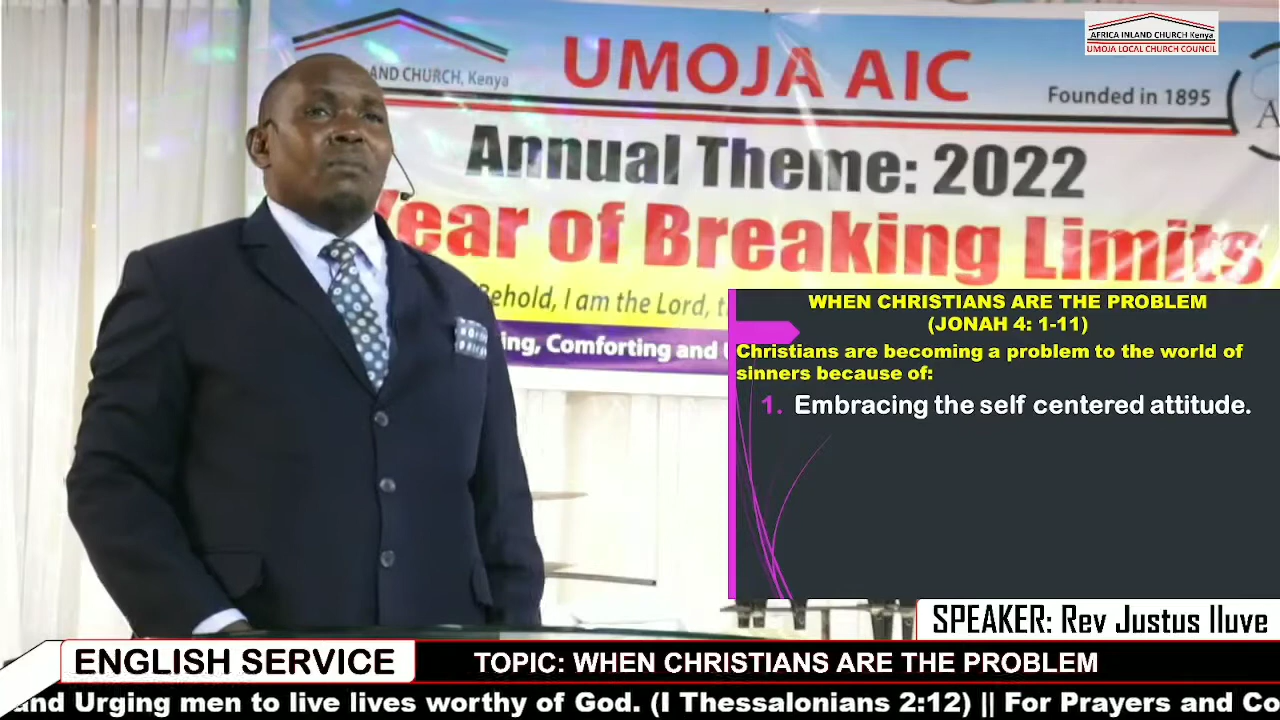 AND CHURCH, Kenya
UMOJA AIC
Founded in 1895
AFRICA INLAND CHURCH Kenya
UMOJA LOCAL CHURCH COUNCIL
Annual Theme: 2022
Year of Breaking Limits
Behold, I am the Lord,
ing, Comforting and
WHEN CHRISTIANS ARE THE PROBLEM
(JONAH 4: 1-11)
Christians are becoming a problem to the world of
sinners because of:
1. Embracing the self centered attitude.
SPEAKER: Rev Justus Iluve
ENGLISH SERVICE
TOPIC: WHEN CHRISTIANS ARE THE PROBLEM
and Urging men to live lives worthy of God. (I Thessalonians 2:12) || For Prayers and Co